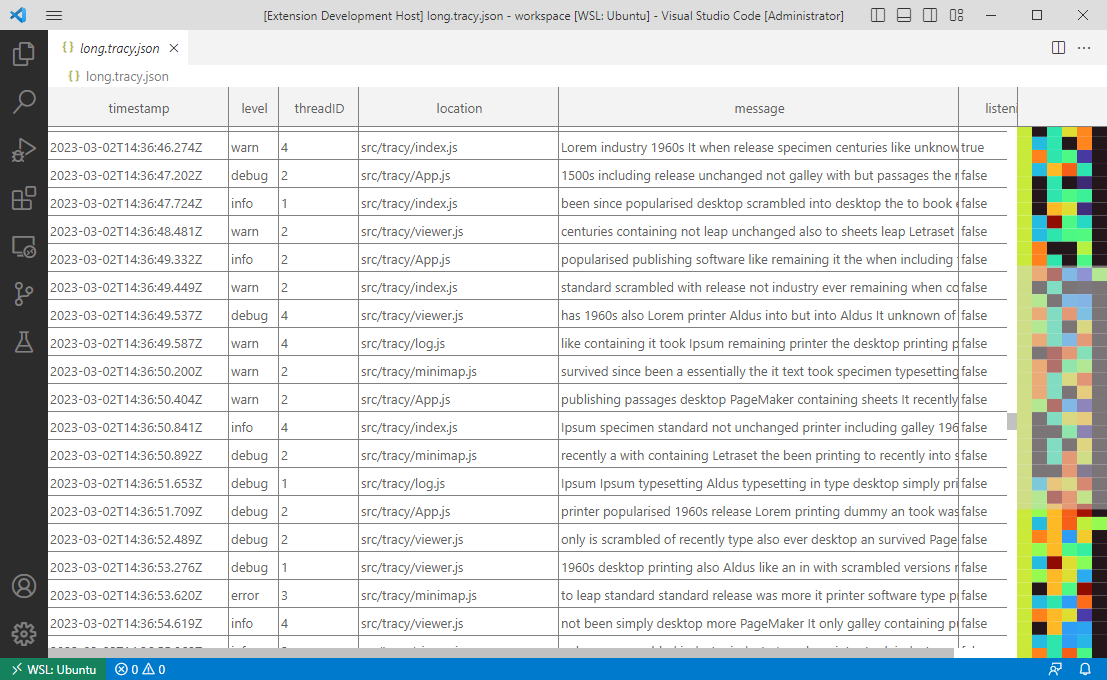 [Extension Development Host] long.tracy.json - workspace [WSL: Ubuntu] - Visual Studio Code [Administrator]
{} long.tracy.json
{} long.tracy.json
timestamp level threadID location message listeni
2023-03-02T14:36:46.274Z warn 4 src/tracy/index.js Lorem industry 1960s It when release specimen centuries like unknow true
2023-03-02T14:36:47.202Z debug 2 src/tracy/App.js 1500s including release unchanged not galley with but passages the false
2023-03-02T14:36:47.724Z info 1 src/tracy/index.js been since popularised desktop scrambled into desktop the to book false
2023-03-02T14:36:48.481Z warn 2 src/tracy/viewer.js centuries containing not leap unchanged also to sheets leap Letraset false
2023-03-02T14:36:49.332Z info 2 src/tracy/App.js popularised publishing software like remaining it the when including false
2023-03-02T14:36:49.449Z warn 2 src/tracy/index.js standard scrambled with release not industry ever remaining when co false
2023-03-02T14:36:49.537Z debug 4 src/tracy/viewer.js has 1960s also Lorem printer Aldus into but into Aldus It unknown of false
2023-03-02T14:36:49.587Z warn 4 src/tracy/log.js like containing it took Ipsum remaining printer the desktop printing p false
2023-03-02T14:36:50.200Z warn 2 src/tracy/minimap.js survived since been a essentially the it text took specimen typesetting false
2023-03-02T14:36:50.404Z warn 2 src/tracy/App.js publishing passages desktop PageMaker containing sheets It recently false
2023-03-02T14:36:50.841Z info 4 src/tracy/index.js Ipsum specimen standard not unchanged printer including galley 196 false
2023-03-02T14:36:50.892Z debug 2 src/tracy/minimap.js recently a with containing Letraset the been printing to recently into s false
2023-03-02T14:36:51.653Z debug 1 src/tracy/log.js Ipsum Ipsum typesetting Aldus typesetting in type desktop simply pri false
2023-03-02T14:36:51.709Z debug 2 src/tracy/App.js printer popularised 1960s release Lorem printing dummy an took was false
2023-03-02T14:36:52.489Z debug 2 src/tracy/viewer.js only is scrambled of recently type also ever desktop an survived Page false
2023-03-02T14:36:53.276Z debug 1 src/tracy/viewer.js 1960s desktop printing also Aldus like an in with scrambled versions false
2023-03-02T14:36:53.620Z error 3 src/tracy/minimap.js to leap standard standard release was more it printer software type p false
2023-03-02T14:36:54.619Z info 4 src/tracy/viewer.js not been simply desktop more PageMaker It only galley containing p false
WSL: Ubuntu 0 0